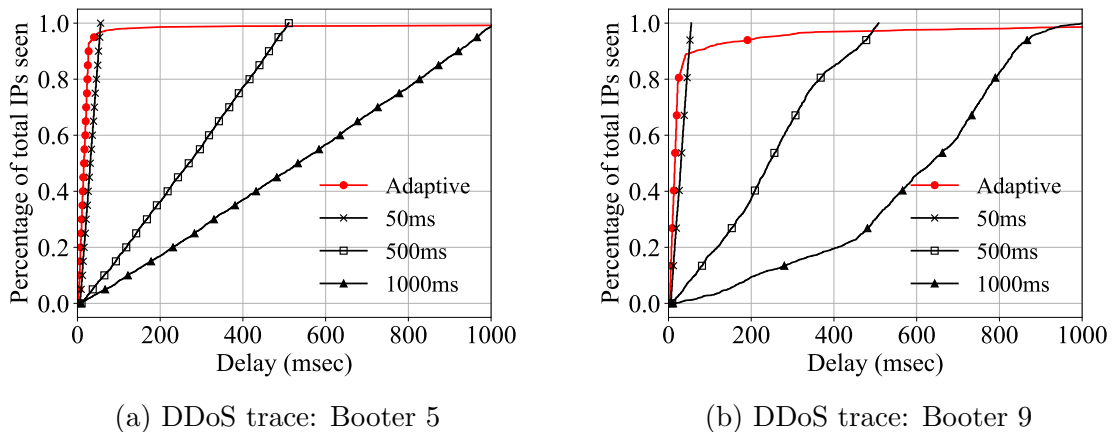 Percentage of total IPs seen
1.0
0.8
0.6
0.4
0.2
0.0
Adaptive
50ms
500ms
1000ms
0 200 400 600 800 1000
Delay (msec)
(a) DDoS trace: Booter 5
Percentage of total IPs seen
1.0
0.8
0.6
0.4
0.2
0.0
Adaptive
50ms
500ms
1000ms
0 200 400 600 800 1000
Delay (msec)
(b) DDoS trace: Booter 9